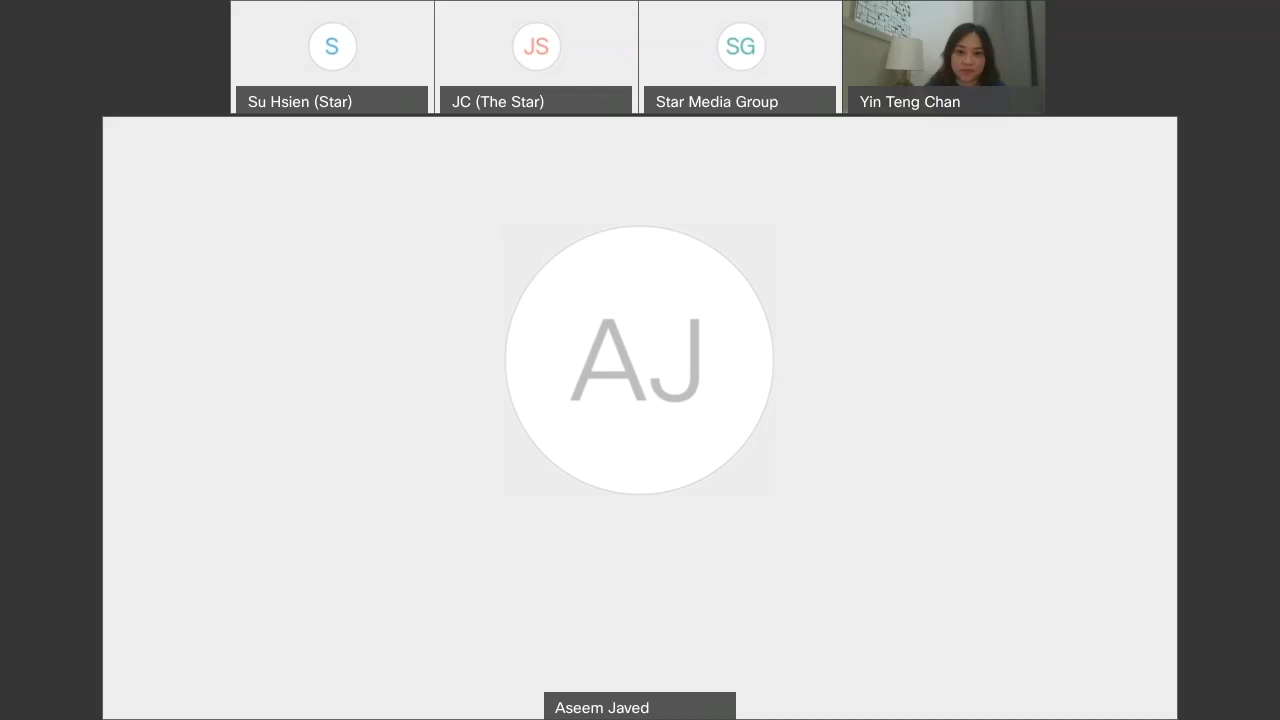 S
JS
SG
Su Hsien (Star)
JC (The Star)
Star Media Group
Yin Teng Chan
AJ
Aseem Javed